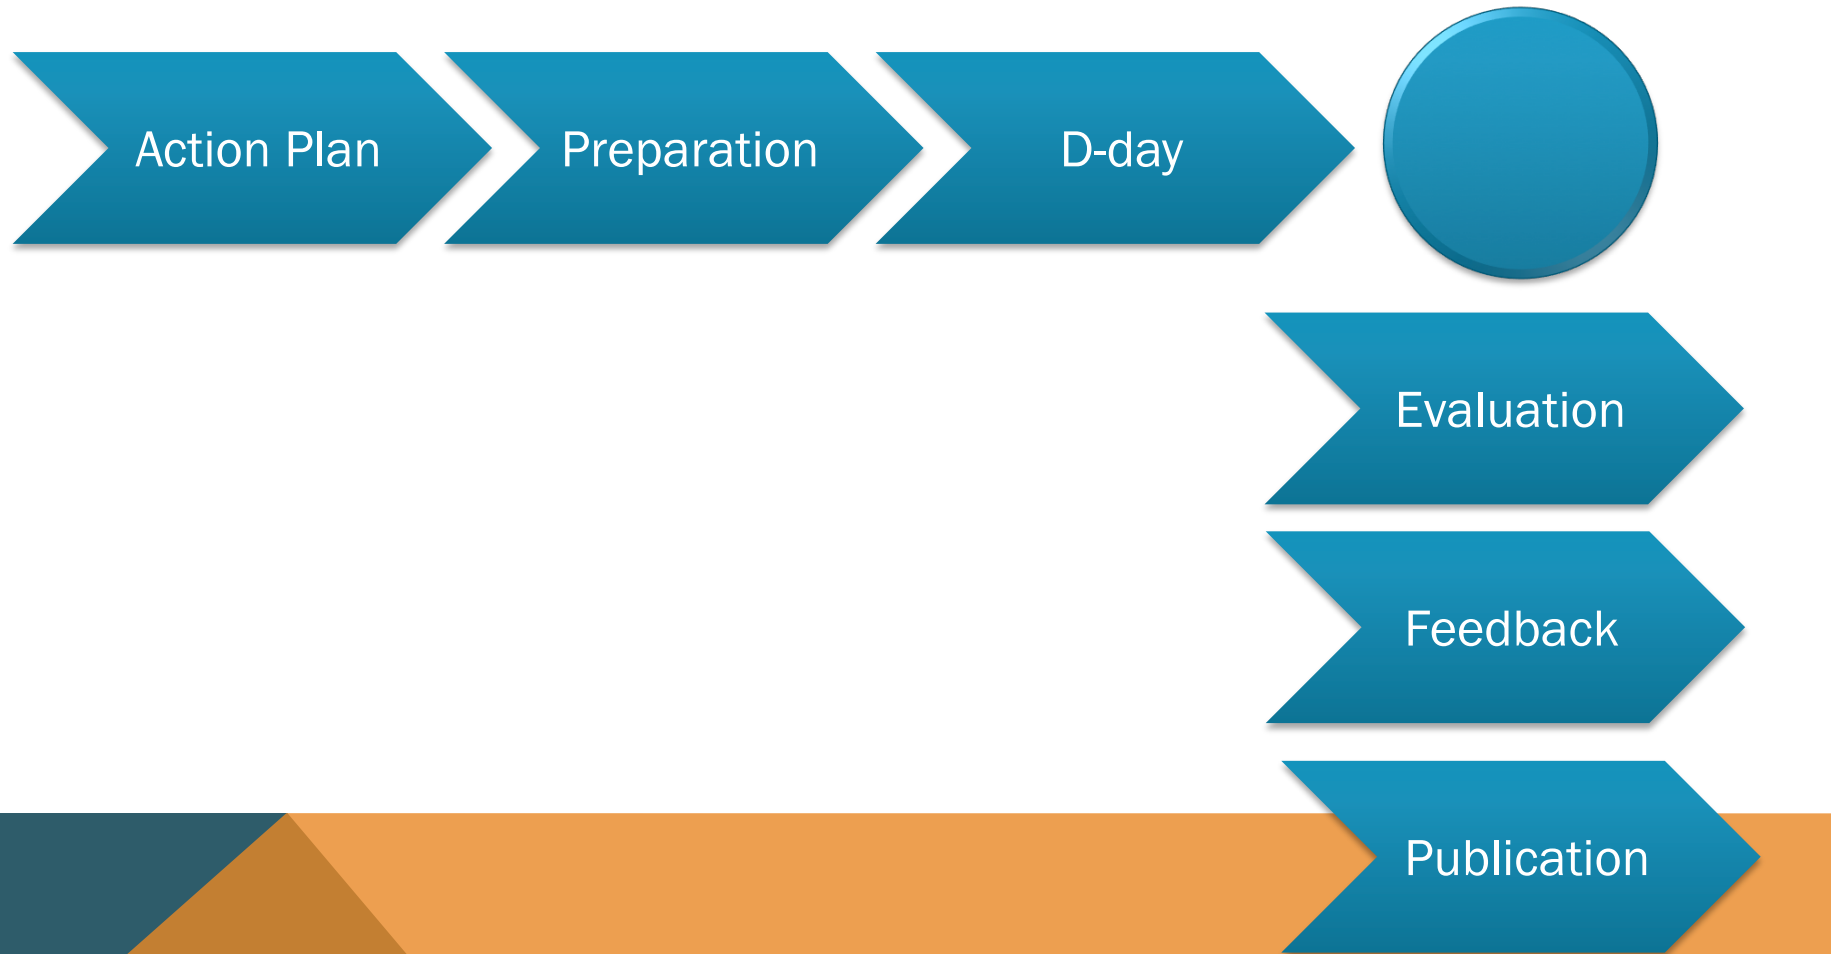 Action Plan
Preparation
D-day
Evaluation
Feedback
Publication